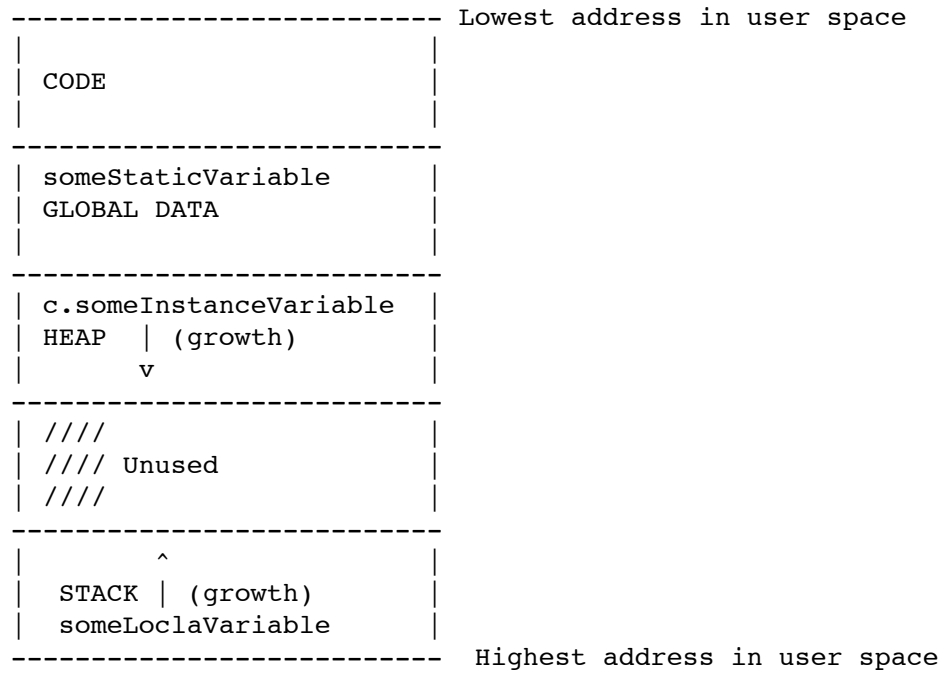 --------------------------- Lowest address in user space
|                          |
| CODE                     |
|                          |
---------------------------
| someStaticVariable       |
| GLOBAL DATA              |
|                          |
---------------------------
| c.someInstanceVariable   |
| HEAP  | (growth)         |
|       v                  |
---------------------------
| ////                     |
| //// Unused              |
| ////                     |
---------------------------
|        ^                 |
|  STACK | (growth)        |
|  someLoclaVariable       |
---------------------------  Highest address in user space